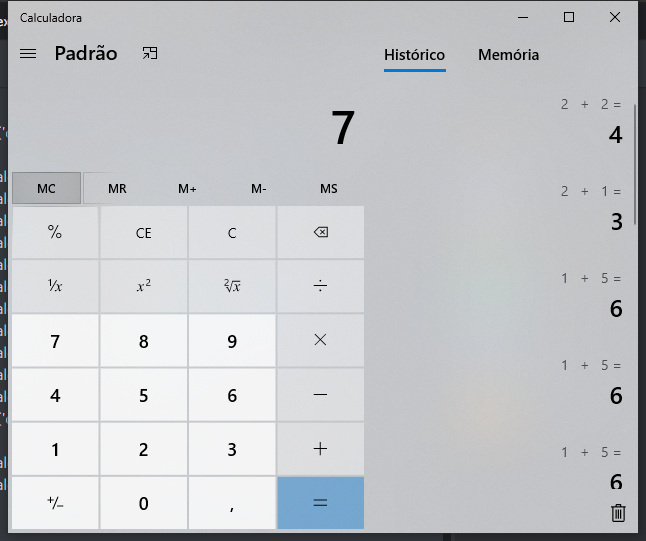 Calculadora
Padrão
Histórico Memória
7
MC MR M+ M- MS
% CE C
¹/x x² ²√x ÷
7 8 9 ×
4 5 6 −
1 2 3 +
+/− 0 , =
2 + 2 =
4
2 + 1 =
3
1 + 5 =
6
1 + 5 =
6
1 + 5 =
6